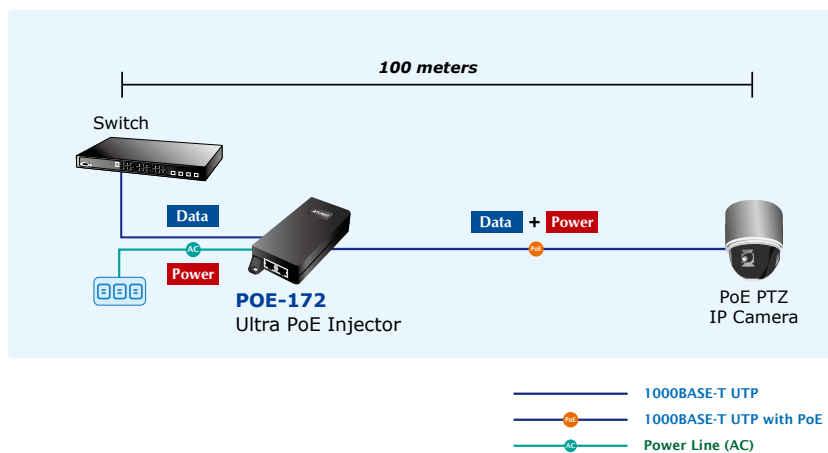 100 meters
Switch
Data
Data + Power
AC
PoE
Power
POE-172
Ultra PoE Injector
PoE PTZ
IP Camera
1000BASE-T UTP
PoE 1000BASE-T UTP with PoE
AC Power Line (AC)